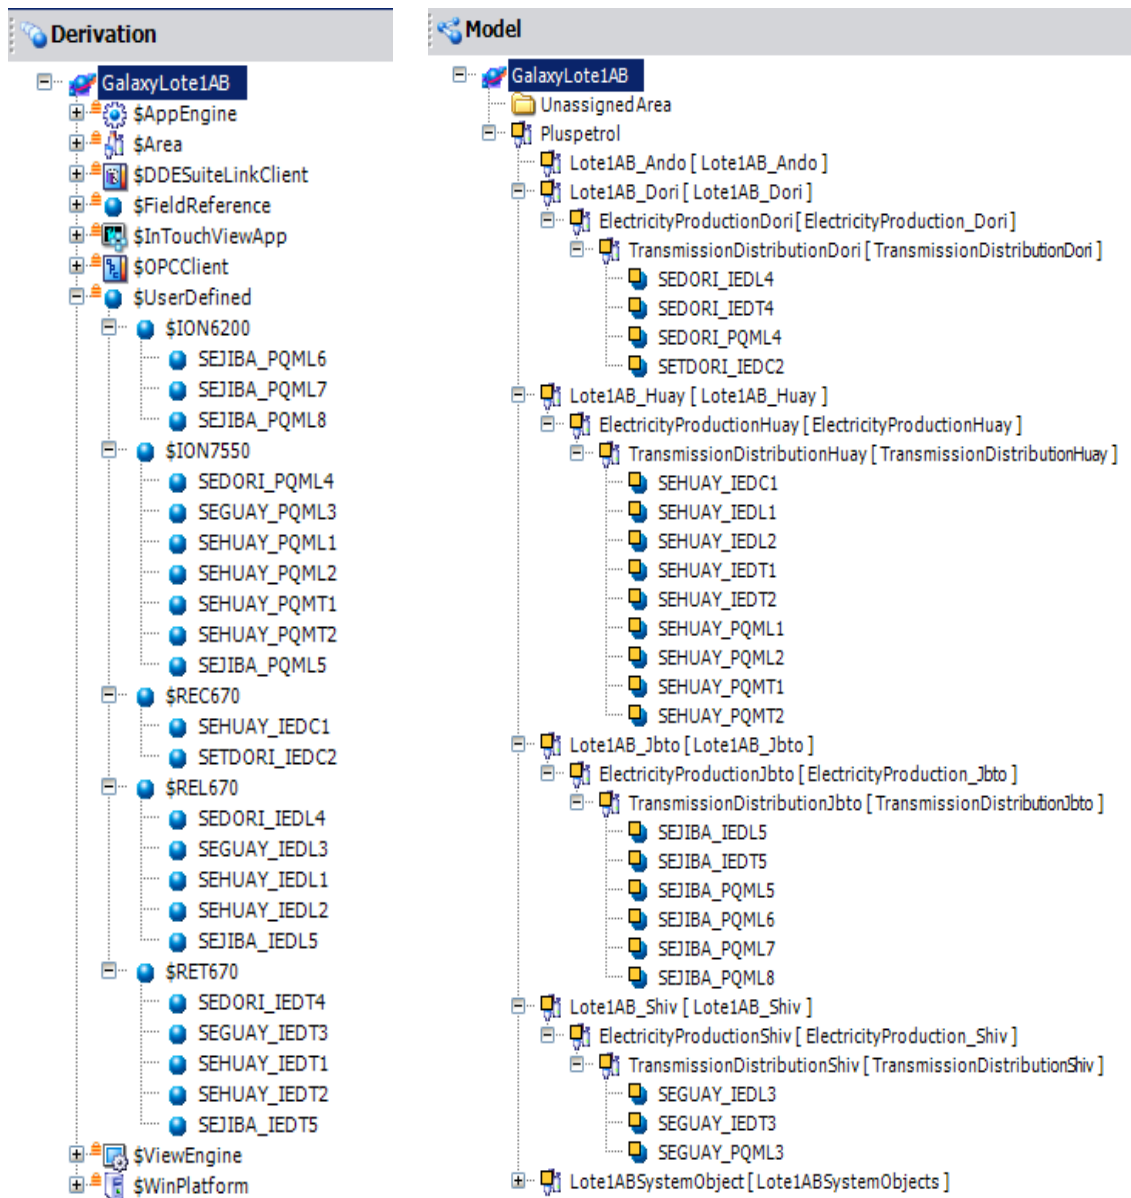 Derivation
GalaxyLote1AB
$AppEngine
$Area
$DDESuiteLinkClient
$FieldReference
$InTouchViewApp
$OPCClient
$UserDefined
$ION6200
SEJIBA_PQML6
SEJIBA_PQML7
SEJIBA_PQML8
$ION7550
SEDORI_PQML4
SEGUAY_PQML3
SEHUAY_PQML1
SEHUAY_PQML2
SEHUAY_PQMT1
SEHUAY_PQMT2
SEJIBA_PQML5
$REC670
SEHUAY_IEDC1
SETDORI_IEDC2
$REL670
SEDORI_IEDL4
SEGUAY_IEDL3
SEHUAY_IEDL1
SEHUAY_IEDL2
SEJIBA_IEDL5
$RET670
SEDORI_IEDT4
SEGUAY_IEDT3
SEHUAY_IEDT1
SEHUAY_IEDT2
SEJIBA_IEDT5
$ViewEngine
$WinPlatform
Model
GalaxyLote1AB
Unassigned Area
Pluspetrol
Lote1AB_Ando [ Lote1AB_Ando ]
Lote1AB_Dori [ Lote1AB_Dori ]
ElectricityProductionDori [ ElectricityProduction_Dori ]
TransmissionDistributionDori [ TransmissionDistributionDori ]
SEDORI_IEDL4
SEDORI_IEDT4
SEDORI_PQML4
SETDORI_IEDC2
Lote1AB_Huay [ Lote1AB_Huay ]
ElectricityProductionHuay [ ElectricityProductionHuay ]
TransmissionDistributionHuay [ TransmissionDistributionHuay ]
SEHUAY_IEDC1
SEHUAY_IEDL1
SEHUAY_IEDL2
SEHUAY_IEDT1
SEHUAY_IEDT2
SEHUAY_PQML1
SEHUAY_PQML2
SEHUAY_PQMT1
SEHUAY_PQMT2
Lote1AB_Jbto [ Lote1AB_Jbto ]
ElectricityProductionJbto [ ElectricityProduction_Jbto ]
TransmissionDistributionJbto [ TransmissionDistributionJbto ]
SEJIBA_IEDL5
SEJIBA_IEDT5
SEJIBA_PQML5
SEJIBA_PQML6
SEJIBA_PQML7
SEJIBA_PQML8
Lote1AB_Shiv [ Lote1AB_Shiv ]
ElectricityProductionShiv [ ElectricityProduction_Shiv ]
TransmissionDistributionShiv [ TransmissionDistributionShiv ]
SEGUAY_IEDL3
SEGUAY_IEDT3
SEGUAY_PQML3
Lote1ABSystemObject [ Lote1ABSystemObjects ]